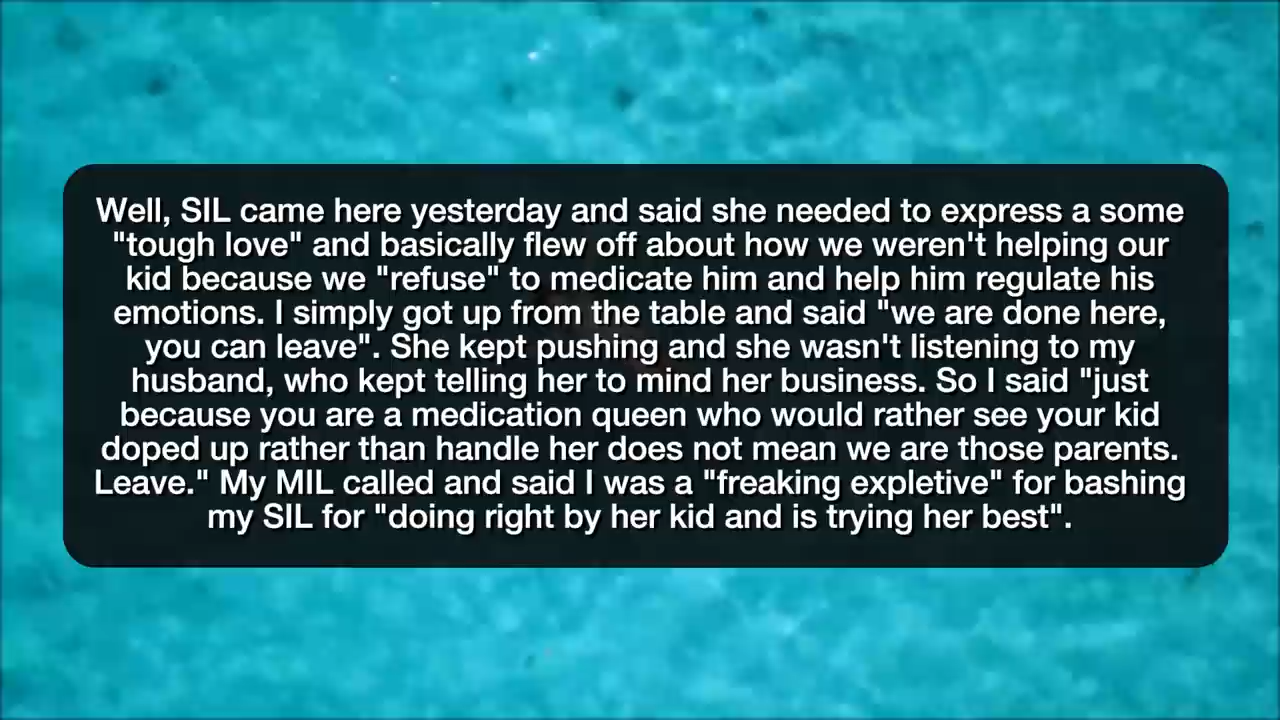 Well, SIL came here yesterday and said she needed to express a some
"tough love" and basically flew off about how we weren't helping our
kid because we "refuse" to medicate him and help him regulate his
emotions. I simply got up from the table and said "we are done here,
you can leave". She kept pushing and she wasn't listening to my
husband, who kept telling her to mind her business. So I said "just
because you are a medication queen who would rather see your kid
doped up rather than handle her does not mean we are those parents.
Leave." My MIL called and said I was a "freaking expletive" for bashing
my SIL for "doing right by her kid and is trying her best".